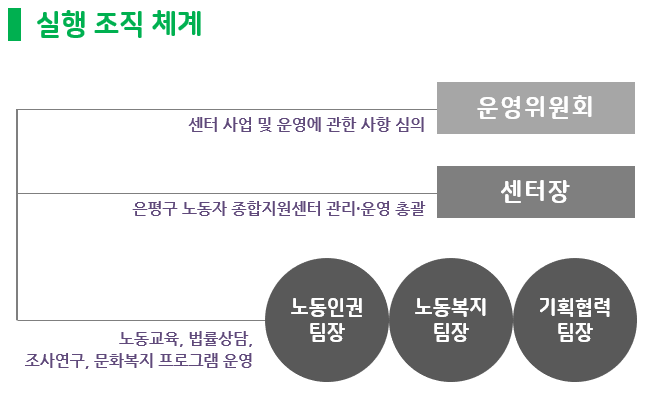 실행 조직 체계
운영위원회
센터 사업 및 운영에 관한 사항 심의
센터장
은평구 노동자 종합지원센터 관리·운영 총괄
노동인권
팀장
노동복지
팀장
기획협력
팀장
노동교육, 법률상담,
조사연구, 문화복지 프로그램 운영